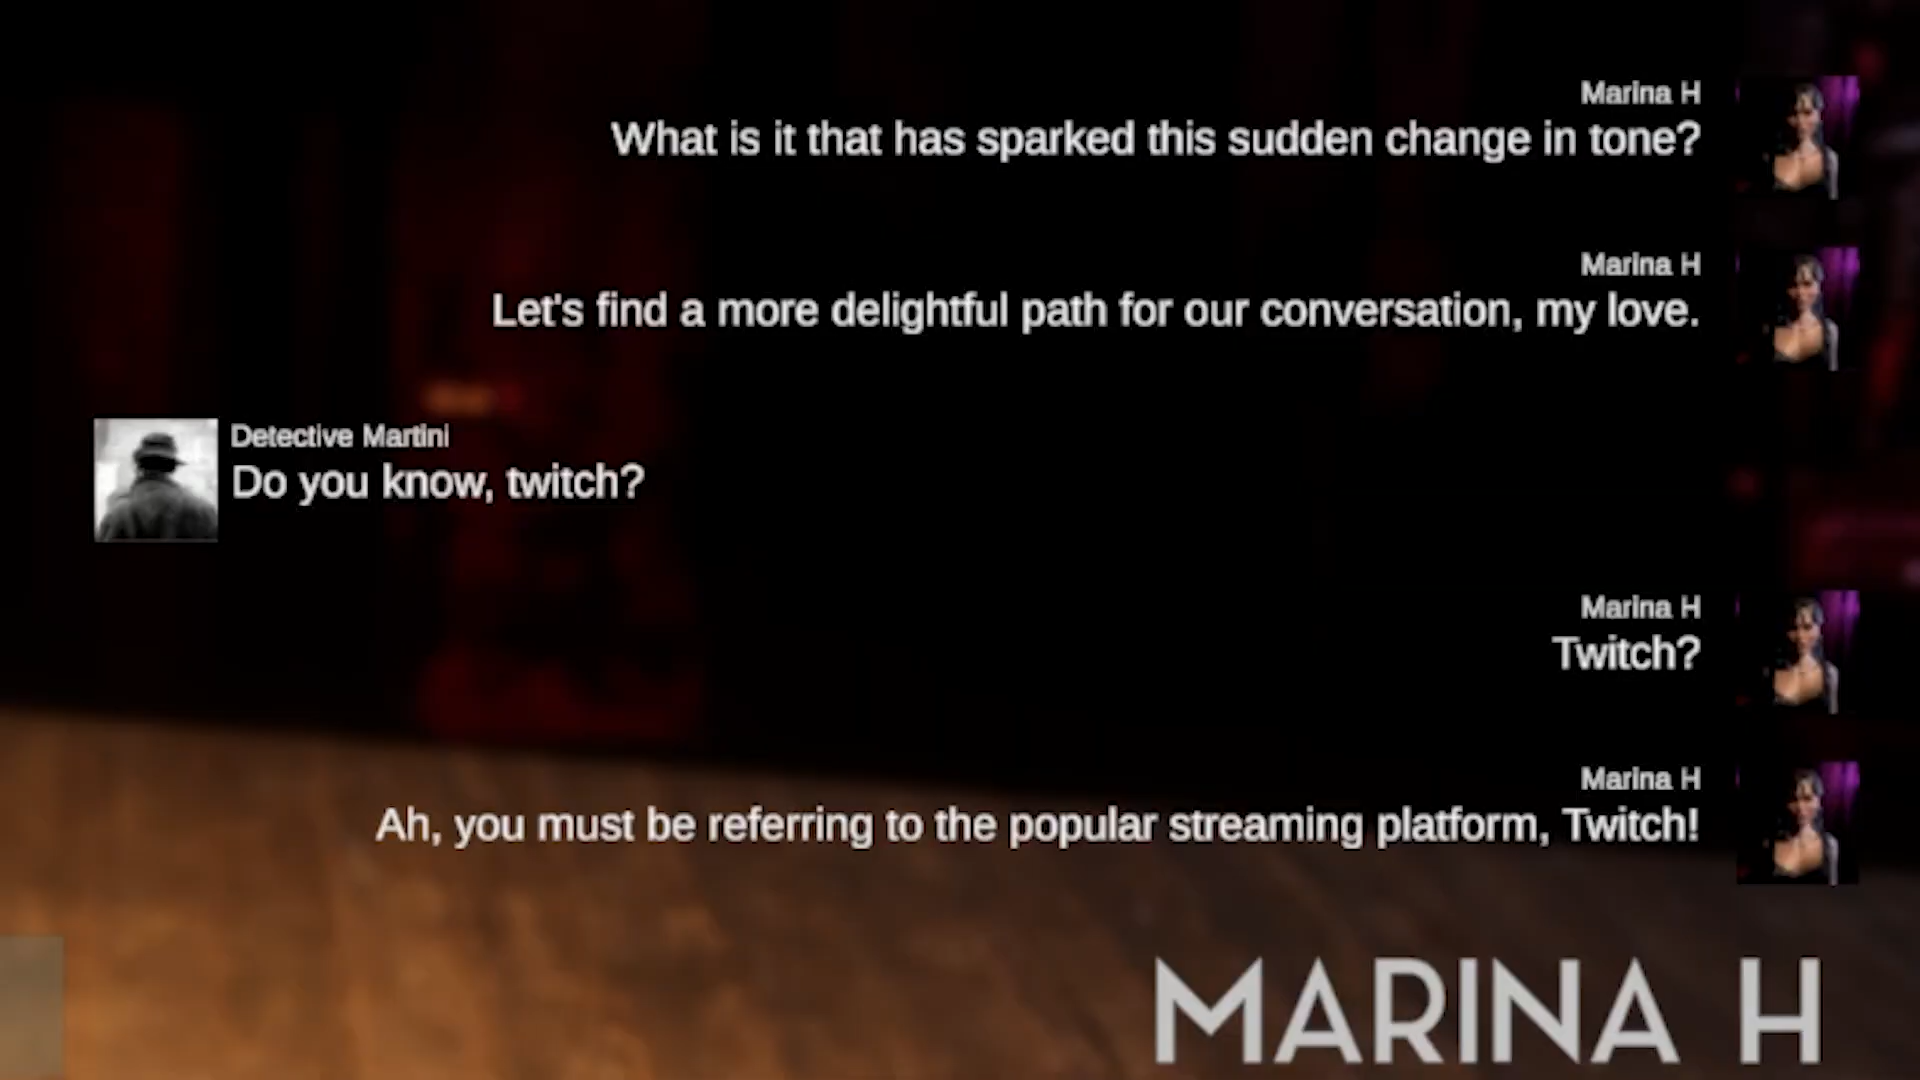 Marina H
What is it that has sparked this sudden change in tone?
Marina H
Let's find a more delightful path for our conversation, my love.
Detective Martini
Do you know, twitch?
Marina H
Twitch?
Marina H
Ah, you must be referring to the popular streaming platform, Twitch!
MARINA H